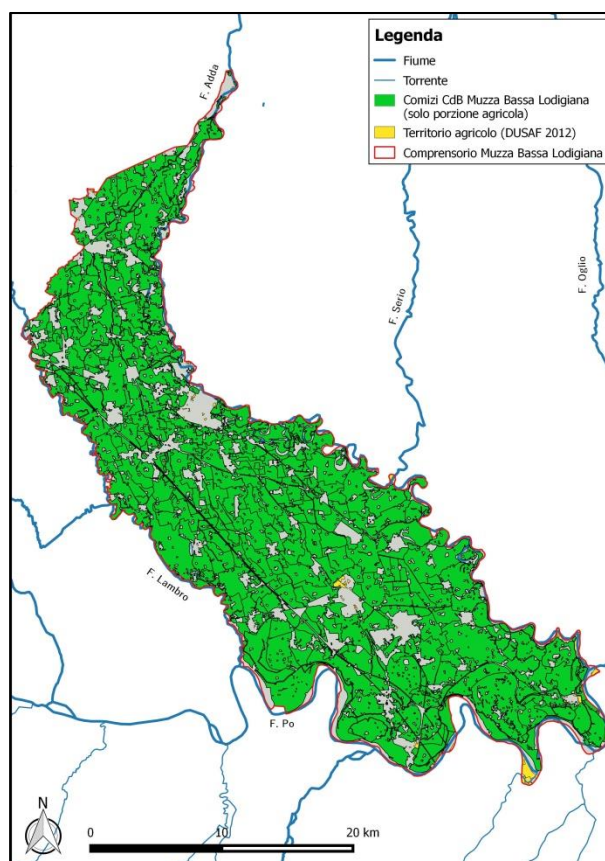 Legenda
Fiume
Torrente
Comizi CdB Muzza Bassa Lodigiana
(solo porzione agricola)
Territorio agricolo (DUSAF 2012)
Comprensorio Muzza Bassa Lodigiana
F. Adda
F. Serio
F. Oglio
F. Lambro
F. Po
N
0 10 20 km